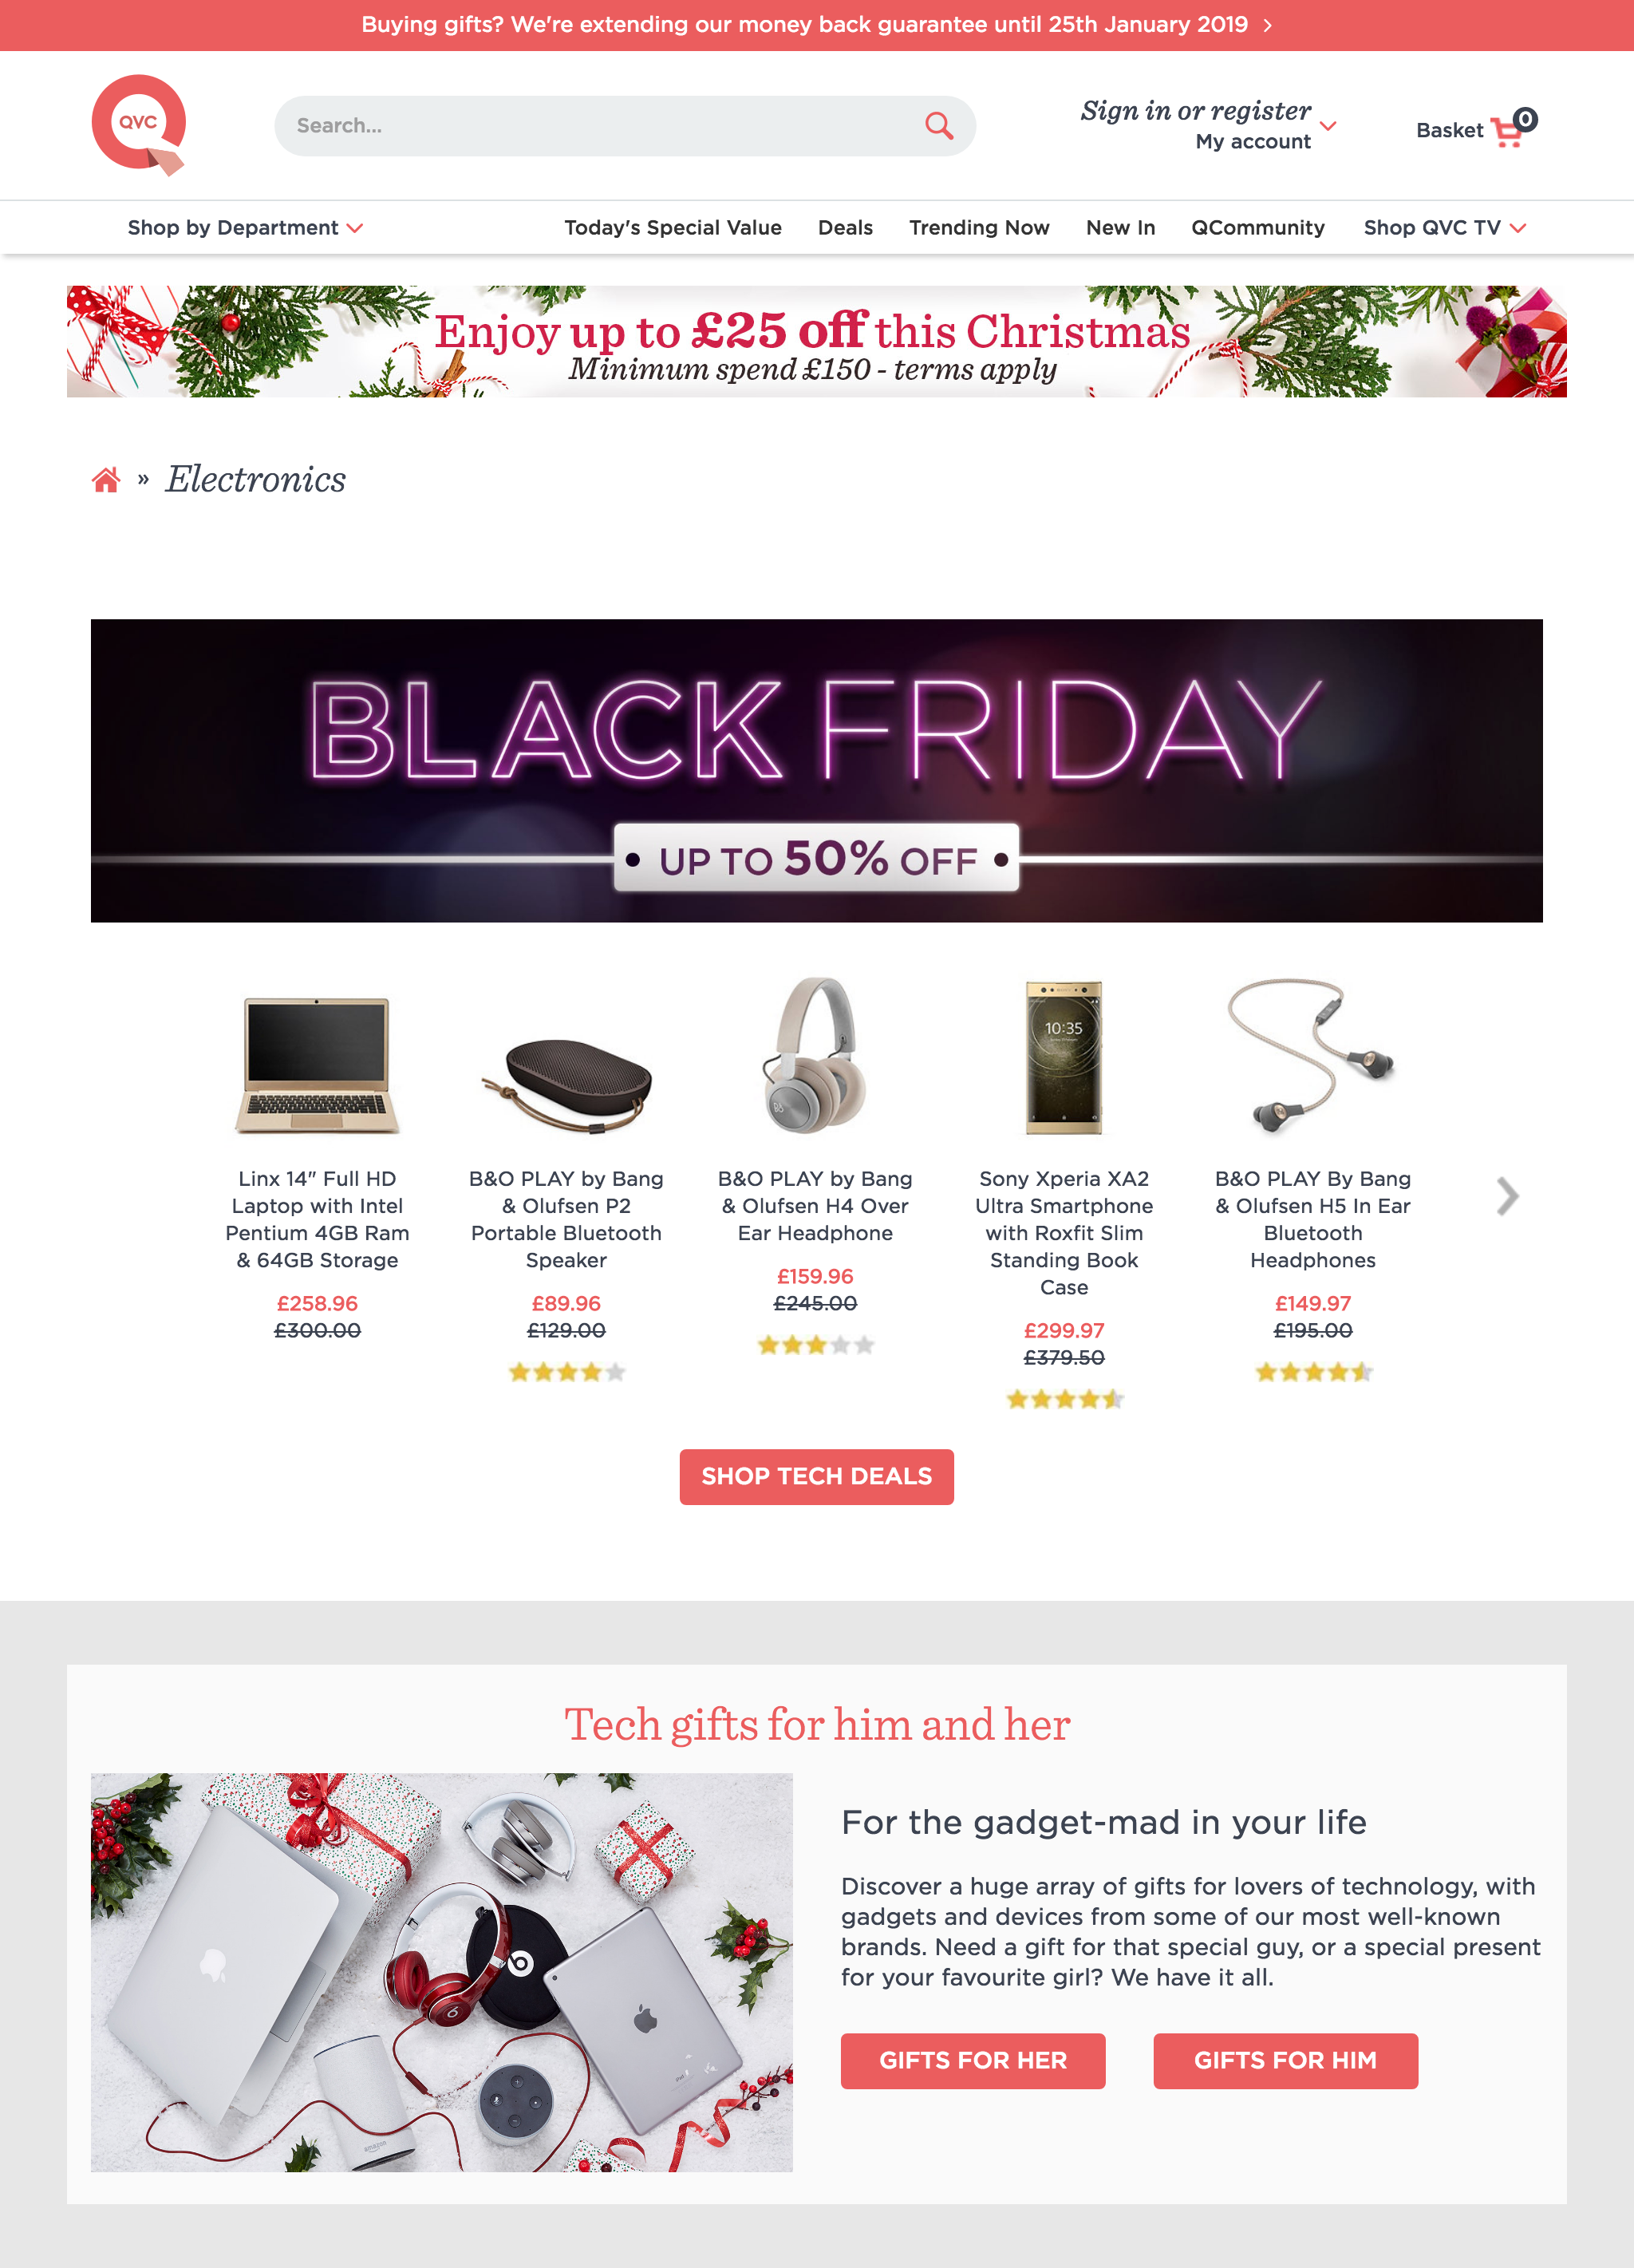 Buying gifts? We're extending our money back guarantee until 25th January 2019 >
QVC
Search...
Sign in or register
My account
Basket
0
Shop by Department
Today's Special Value
Deals
Trending Now
New In
QCommunity
Shop QVC TV
Enjoy up to £25 off this Christmas
Minimum spend £150 - terms apply
» Electronics
BLACK FRIDAY
• UP TO 50% OFF •
Linx 14" Full HD
Laptop with Intel
Pentium 4GB Ram
& 64GB Storage
£258.96
£300.00
B&O PLAY by Bang
& Olufsen P2
Portable Bluetooth
Speaker
£89.96
£129.00
B&O PLAY by Bang
& Olufsen H4 Over
Ear Headphone
£159.96
£245.00
10:35
Sony Xperia XA2
Ultra Smartphone
with Roxfit Slim
Standing Book
Case
£299.97
£379.50
B&O PLAY By Bang
& Olufsen H5 In Ear
Bluetooth
Headphones
£149.97
£195.00
SHOP TECH DEALS
Tech gifts for him and her
amazon
For the gadget-mad in your life
Discover a huge array of gifts for lovers of technology, with
gadgets and devices from some of our most well-known
brands. Need a gift for that special guy, or a special present
for your favourite girl? We have it all.
GIFTS FOR HER
GIFTS FOR HIM